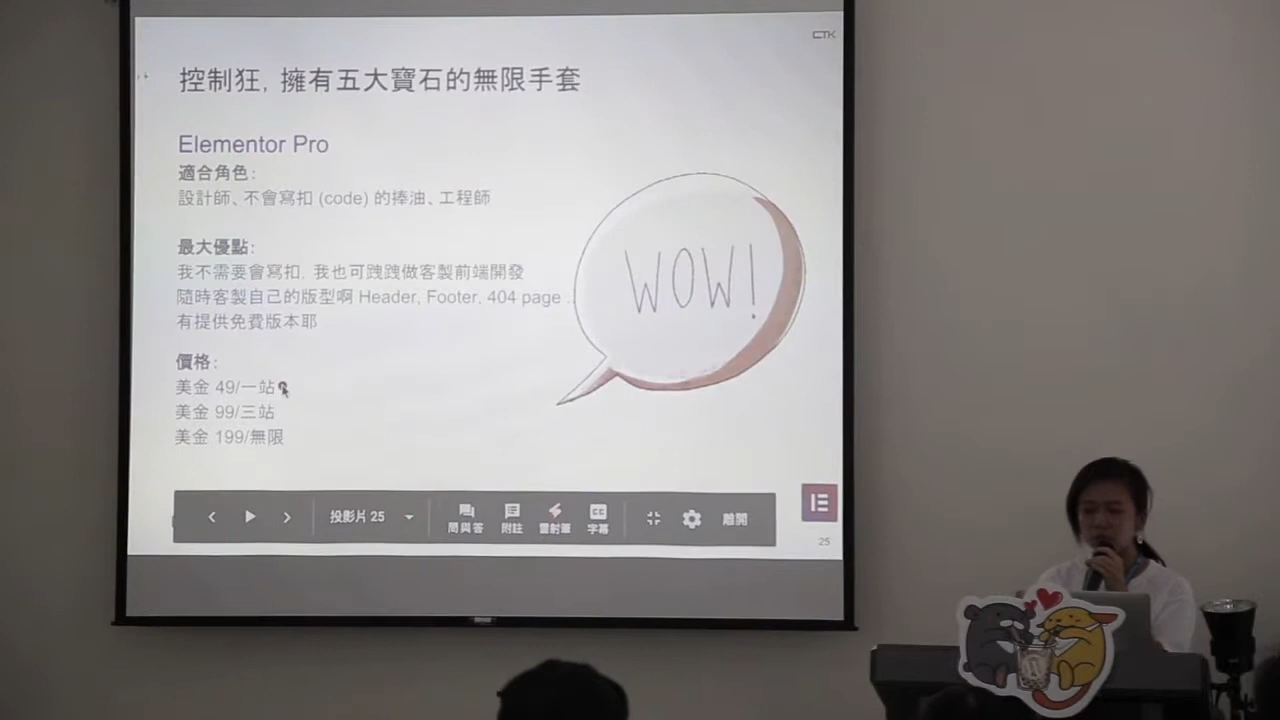 CTK
控制狂, 擁有五大寶石的無限手套
Elementor Pro
適合角色:
設計師、不會寫扣 (code) 的捧油、工程師
最大優點:
我不需要會寫扣, 我也可跩跩做客製前端開發
隨時客製自己的版型啊 Header, Footer, 404 page ..
有提供免費版本耶
WOW!
價格:
美金 49/一站
美金 99/三站
美金 199/無限
投影片 25
問與答
附註
雷射筆
CC
字幕
離開
25